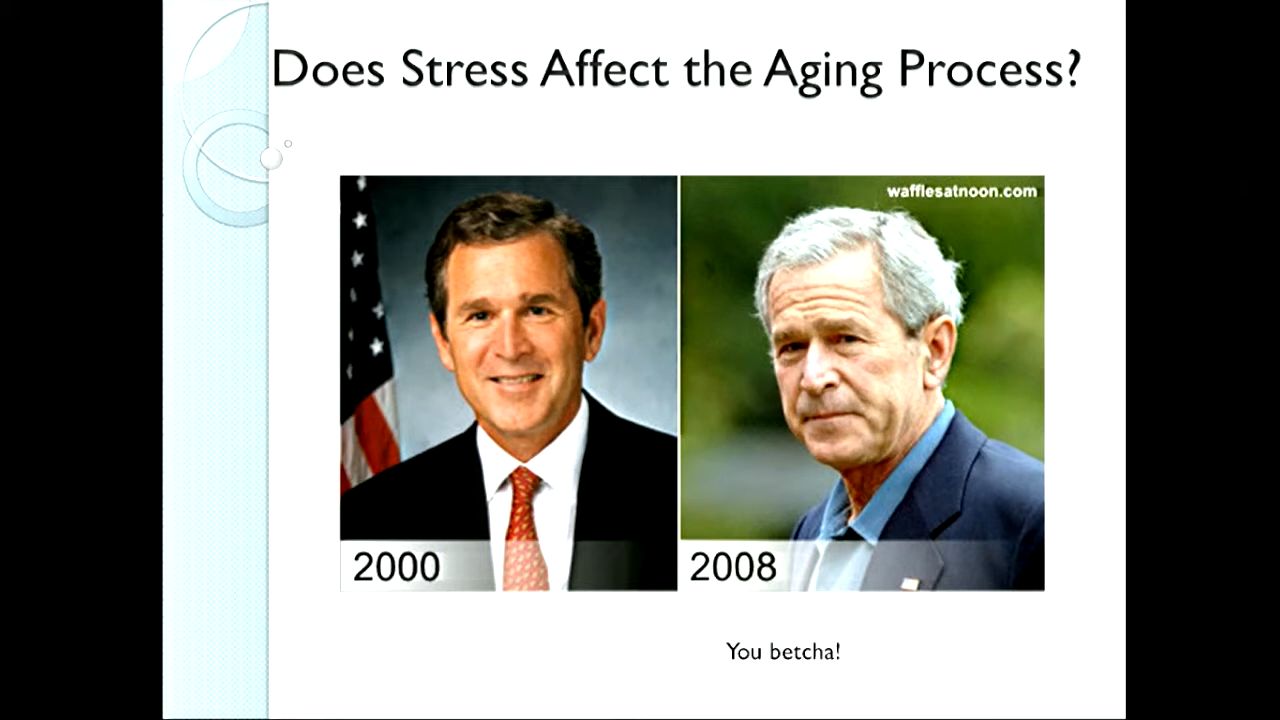 Does Stress Affect the Aging Process?
wafflesatnoon.com
2000
2008
You betcha!